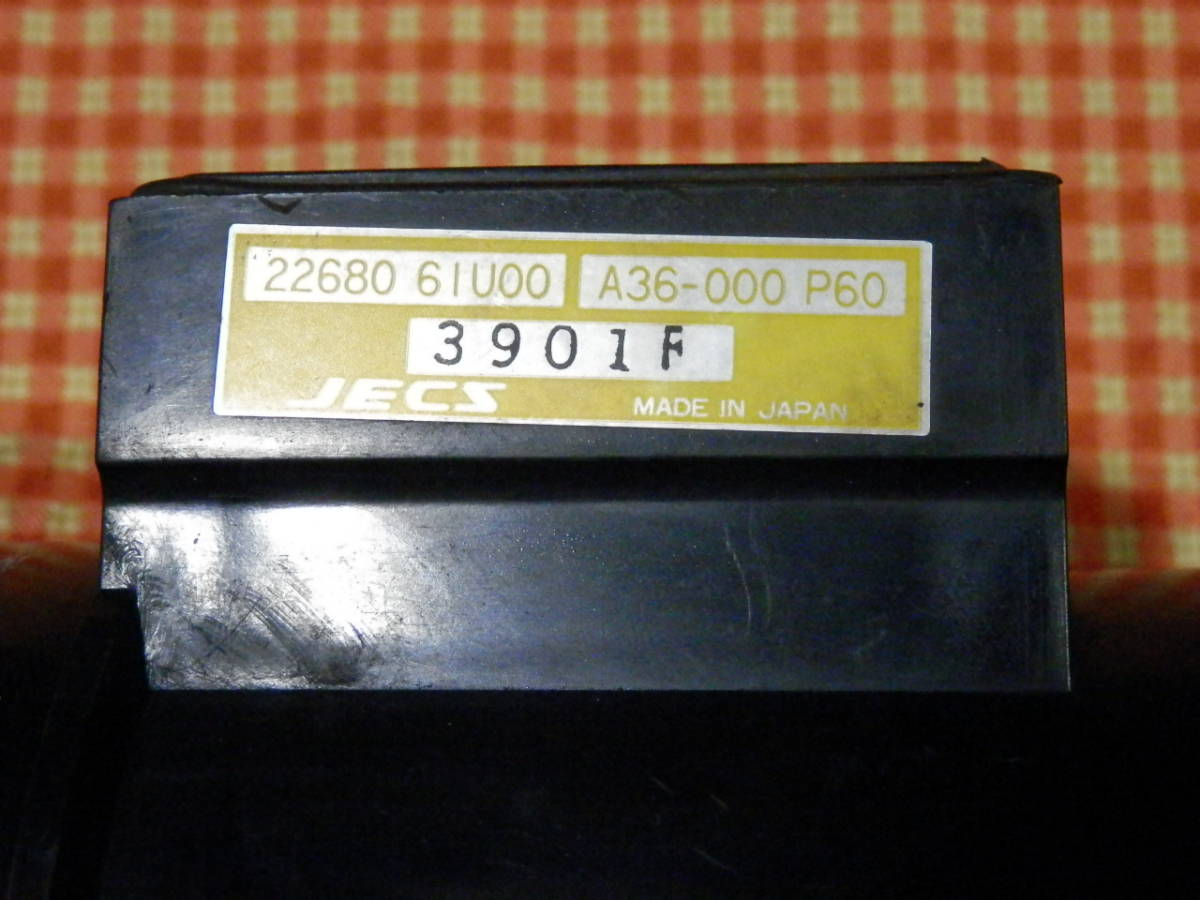 22680 61U00 A36-000 P60
3901F
JECS MADE IN JAPAN